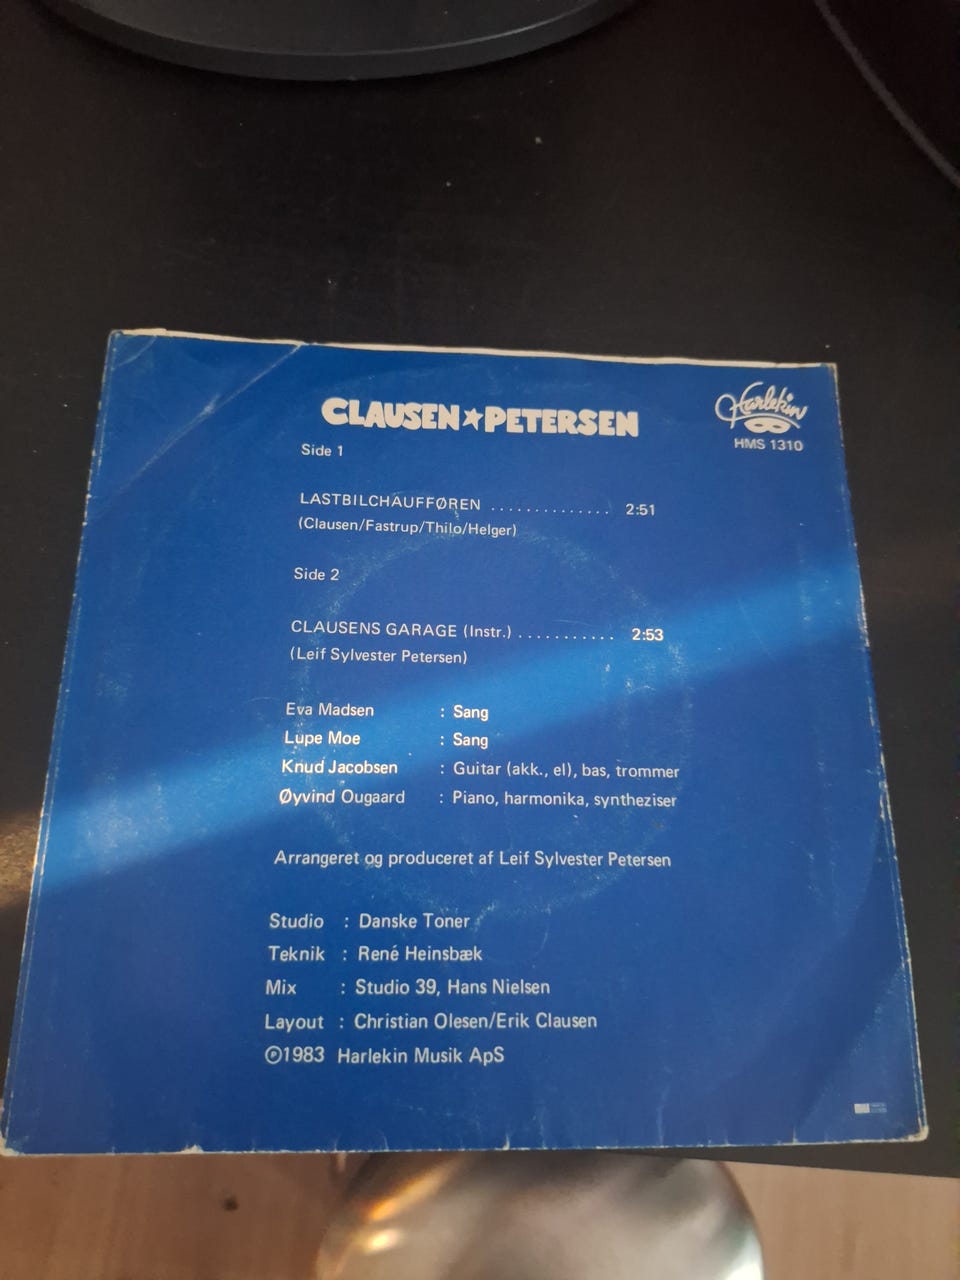 CLAUSEN★PETERSEN
Harlekin
HMS 1310
Side 1
LASTBILCHAUFFØREN .............. 2:51
(Clausen/Fastrup/Thilo/Helger)
Side 2
CLAUSENS GARAGE (Instr.) ........... 2:53
(Leif Sylvester Petersen)
Eva Madsen : Sang
Lupe Moe : Sang
Knud Jacobsen : Guitar (akk., el), bas, trommer
Øyvind Ougaard : Piano, harmonika, syntheziser
Arrangeret og produceret af Leif Sylvester Petersen
Studio : Danske Toner
Teknik : René Heinsbæk
Mix : Studio 39, Hans Nielsen
Layout : Christian Olesen/Erik Clausen
℗1983 Harlekin Musik ApS